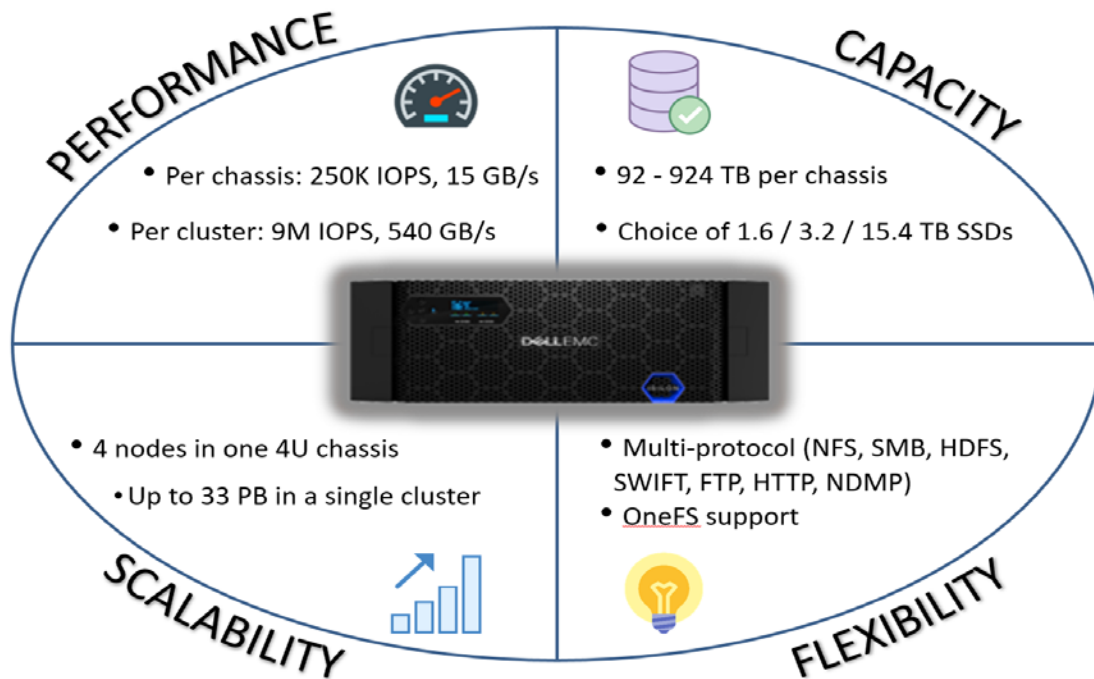 PERFORMANCE
• Per chassis: 250K IOPS, 15 GB/s
• Per cluster: 9M IOPS, 540 GB/s
CAPACITY
• 92 - 924 TB per chassis
• Choice of 1.6 / 3.2 / 15.4 TB SSDs
DELLEMC
ISILON
• 4 nodes in one 4U chassis
• Up to 33 PB in a single cluster
SCALABILITY
• Multi-protocol (NFS, SMB, HDFS,
SWIFT, FTP, HTTP, NDMP)
• OneFS support
FLEXIBILITY